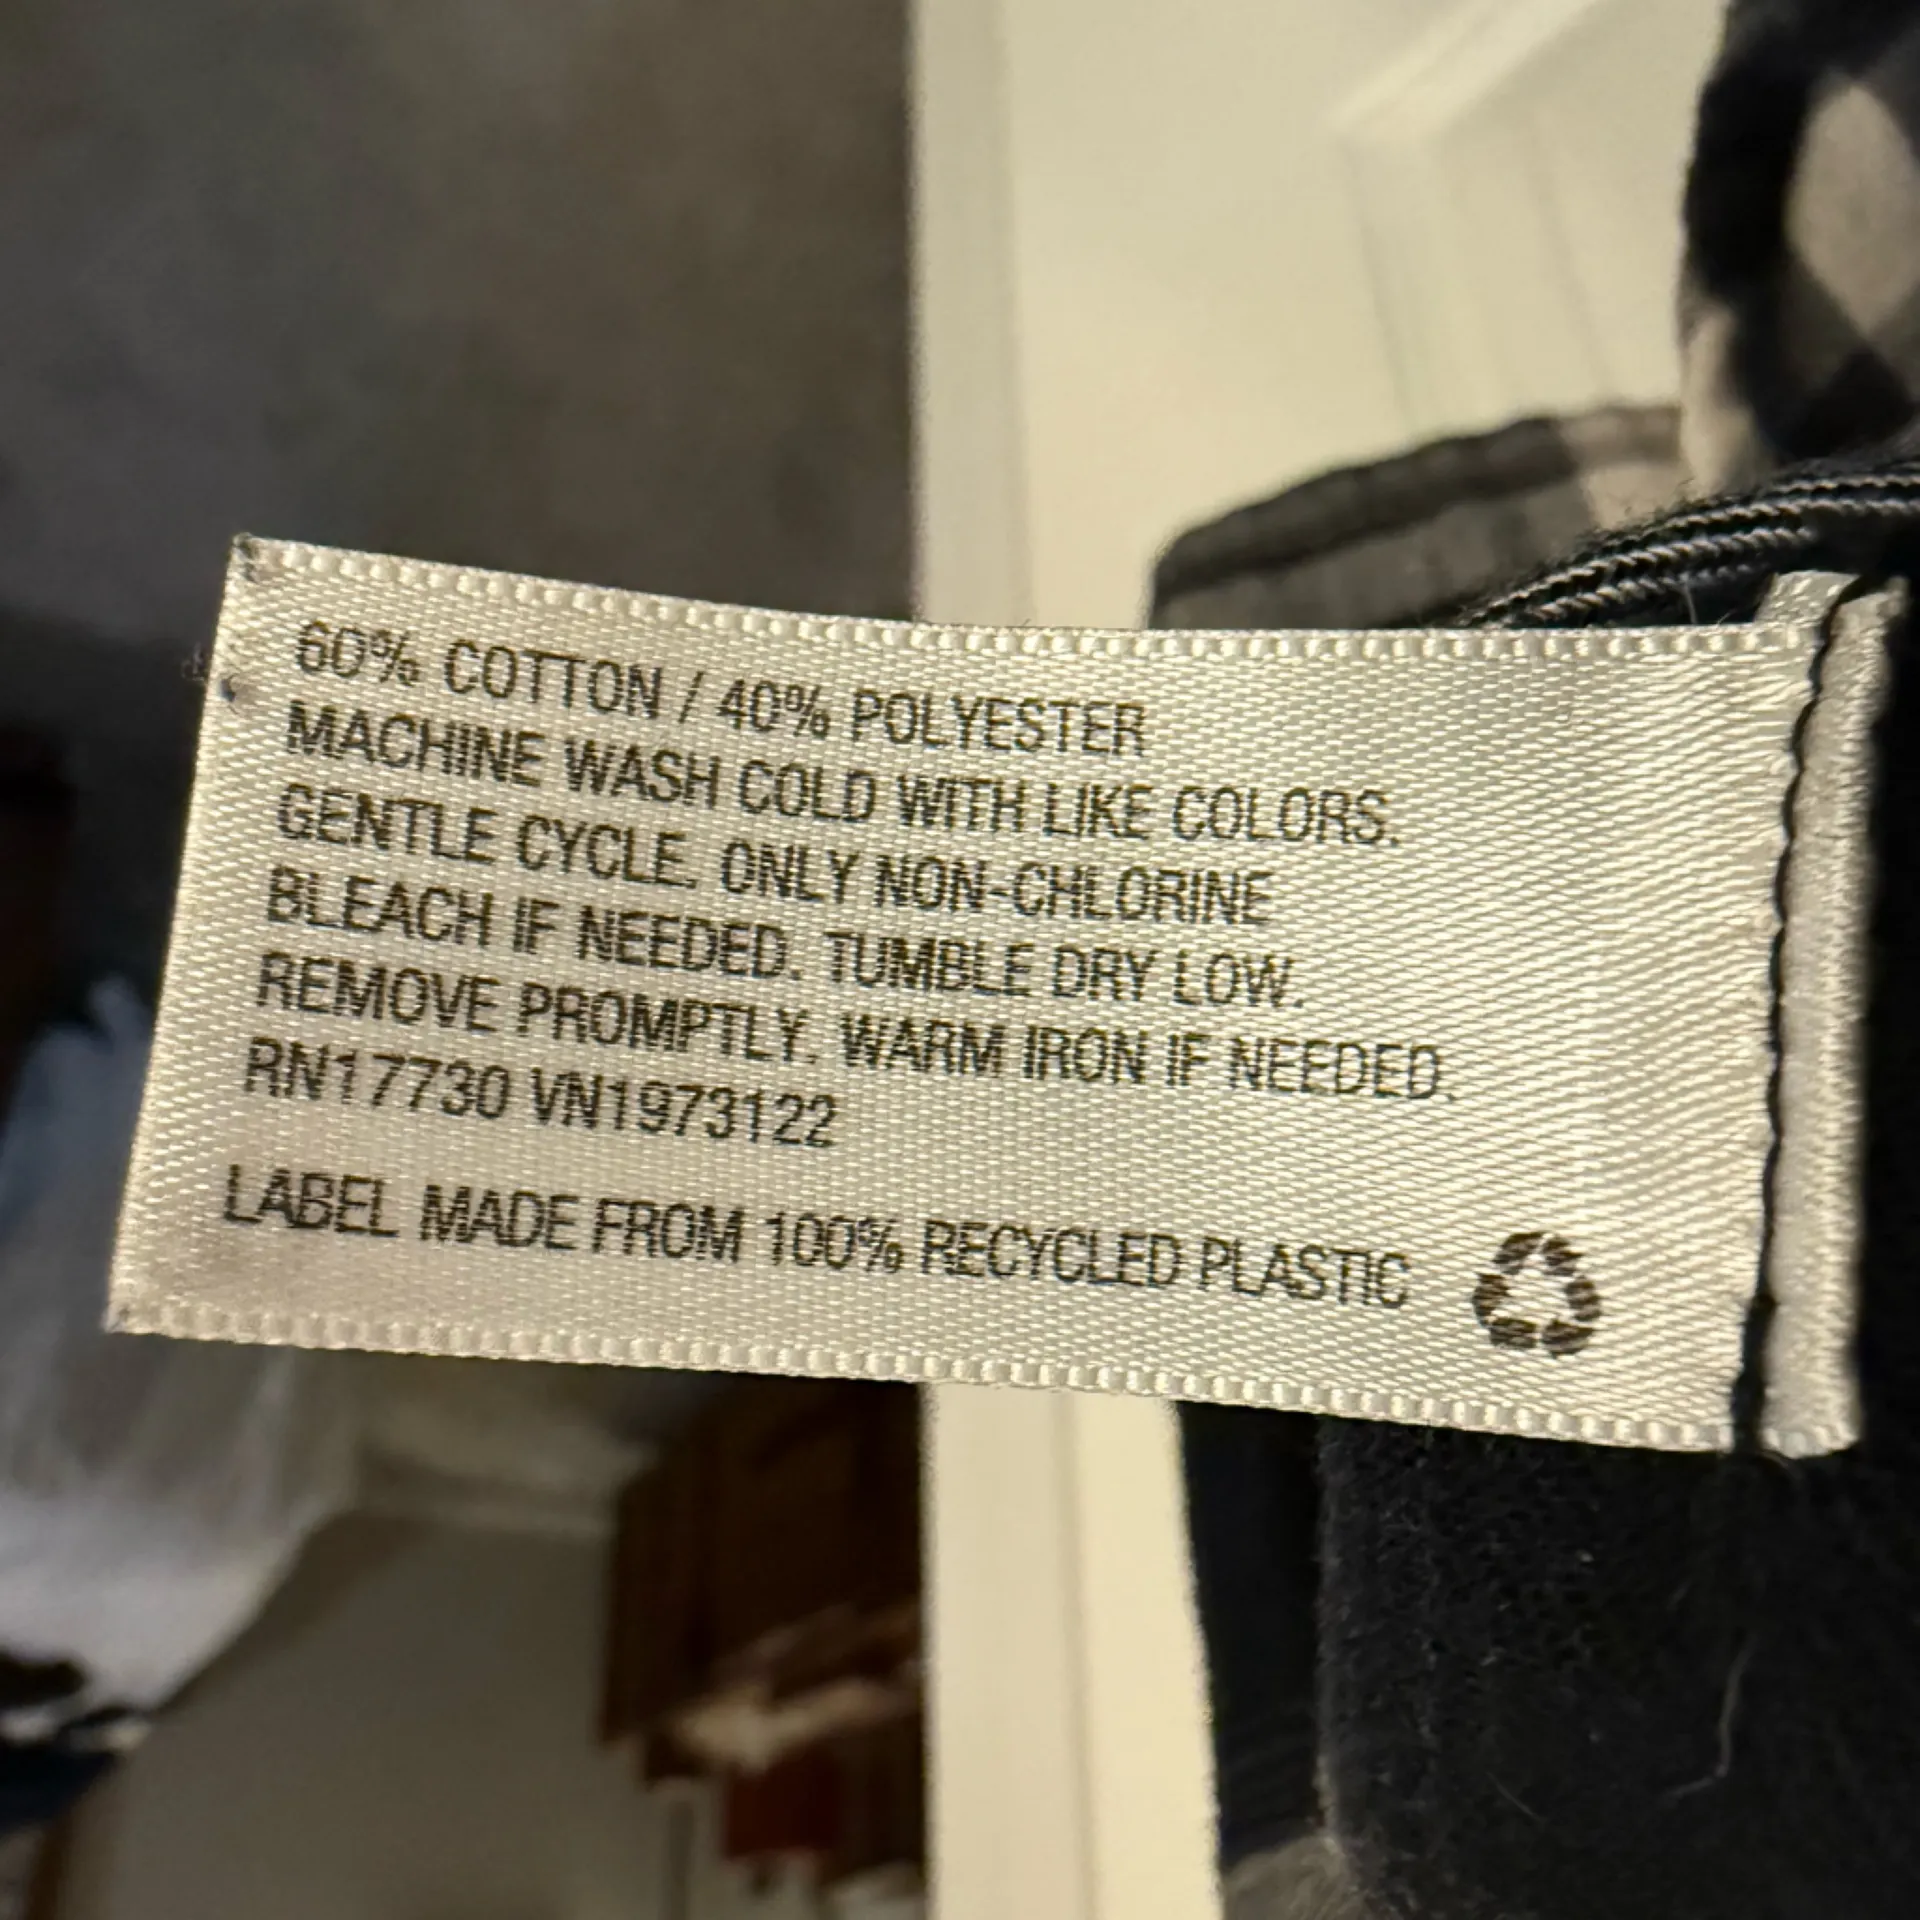 60% COTTON / 40% POLYESTER
MACHINE WASH COLD WITH LIKE COLORS.
GENTLE CYCLE. ONLY NON-CHLORINE
BLEACH IF NEEDED. TUMBLE DRY LOW.
REMOVE PROMPTLY. WARM IRON IF NEEDED.
RN17730 VN1973122
LABEL MADE FROM 100% RECYCLED PLASTIC